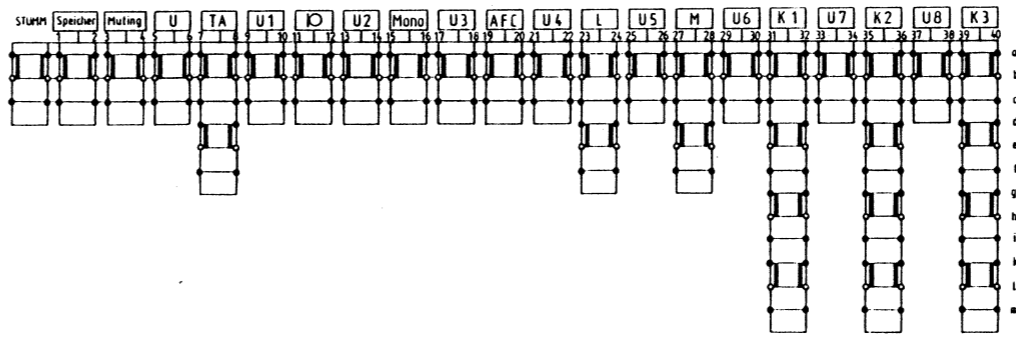 STUMM Speicher Muting U TA U1 IO U2 Mono U3 AFC U4 L U5 M U6 K1 U7 K2 U8 K3
1 2 3 4 5 6 7 8 9 10 11 12 13 14 15 16 17 18 19 20 21 22 23 24 25 26 27 28 29 30 31 32 33 34 35 36 37 38 39 40
a
b
c
d
e
f
g
h
i
k
L
m